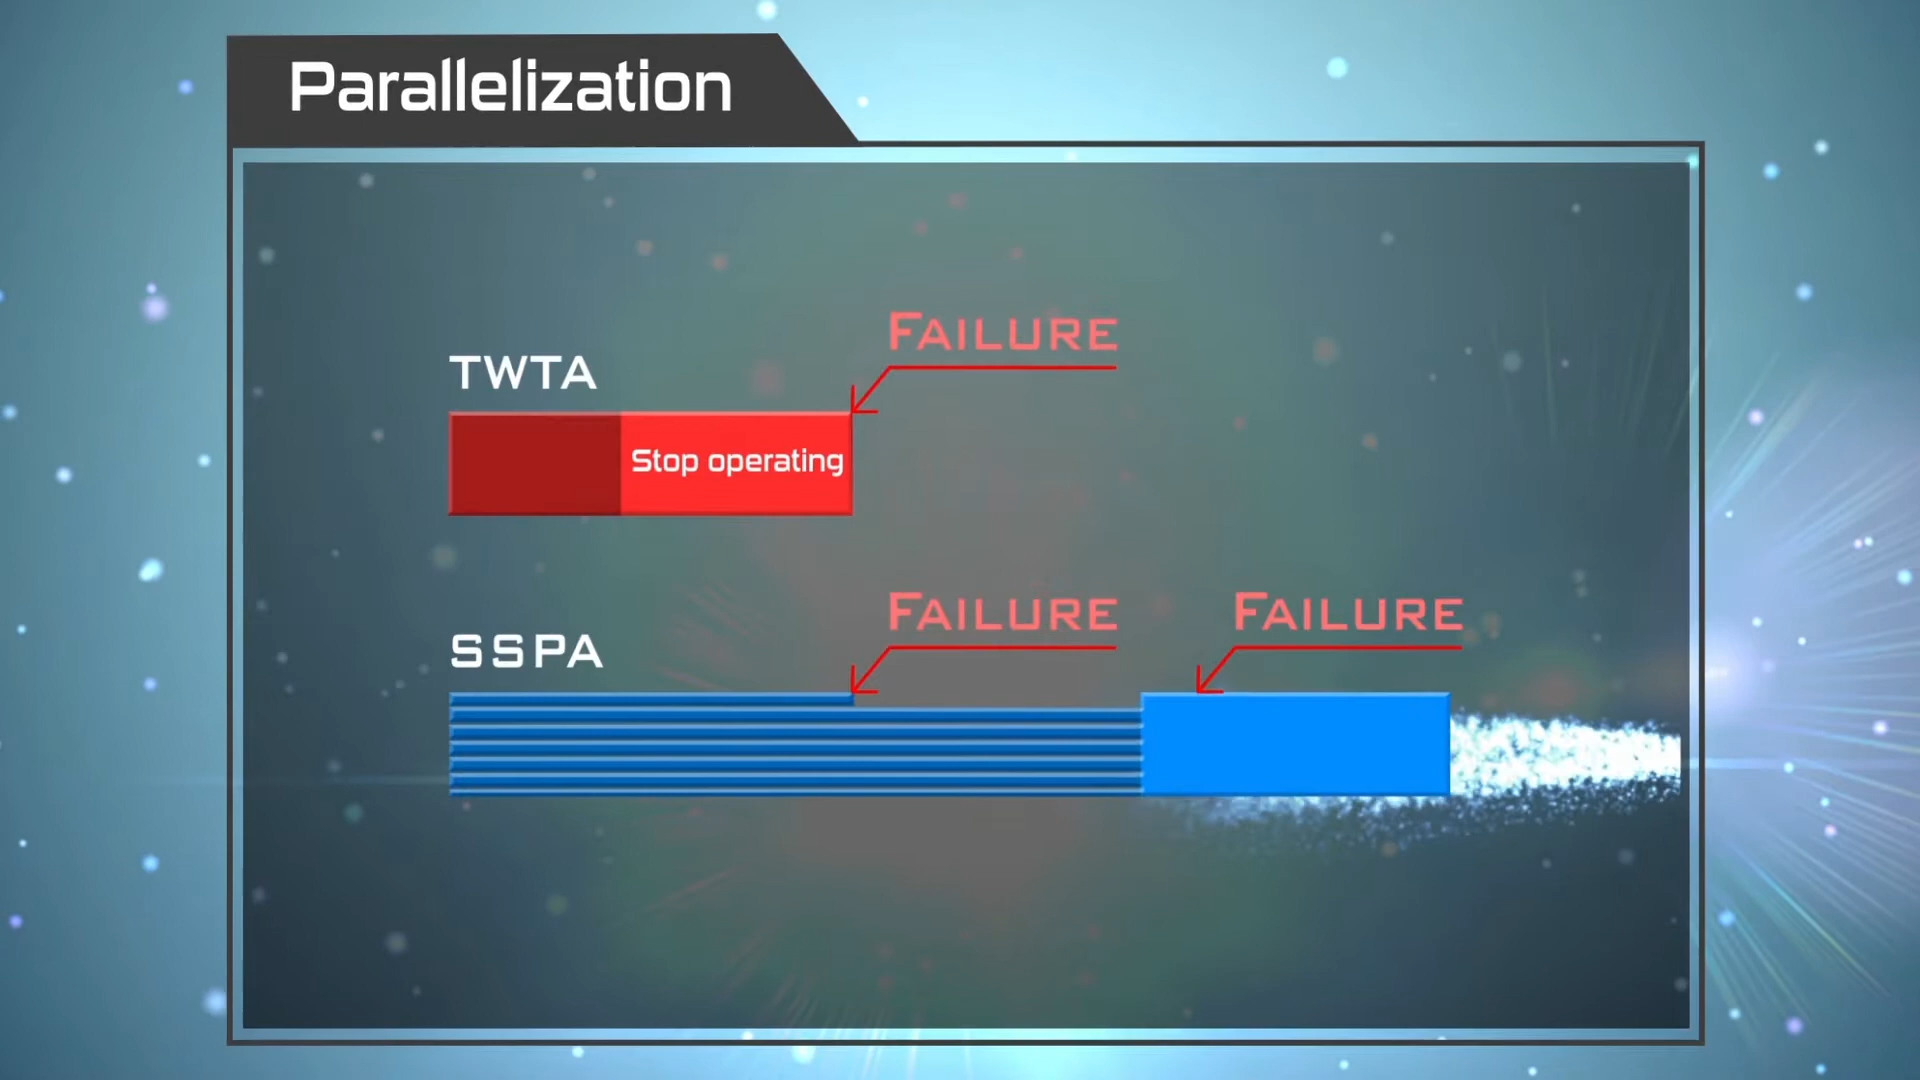 Parallelization
FAILURE
TWTA
Stop operating
FAILURE FAILURE
SSPA